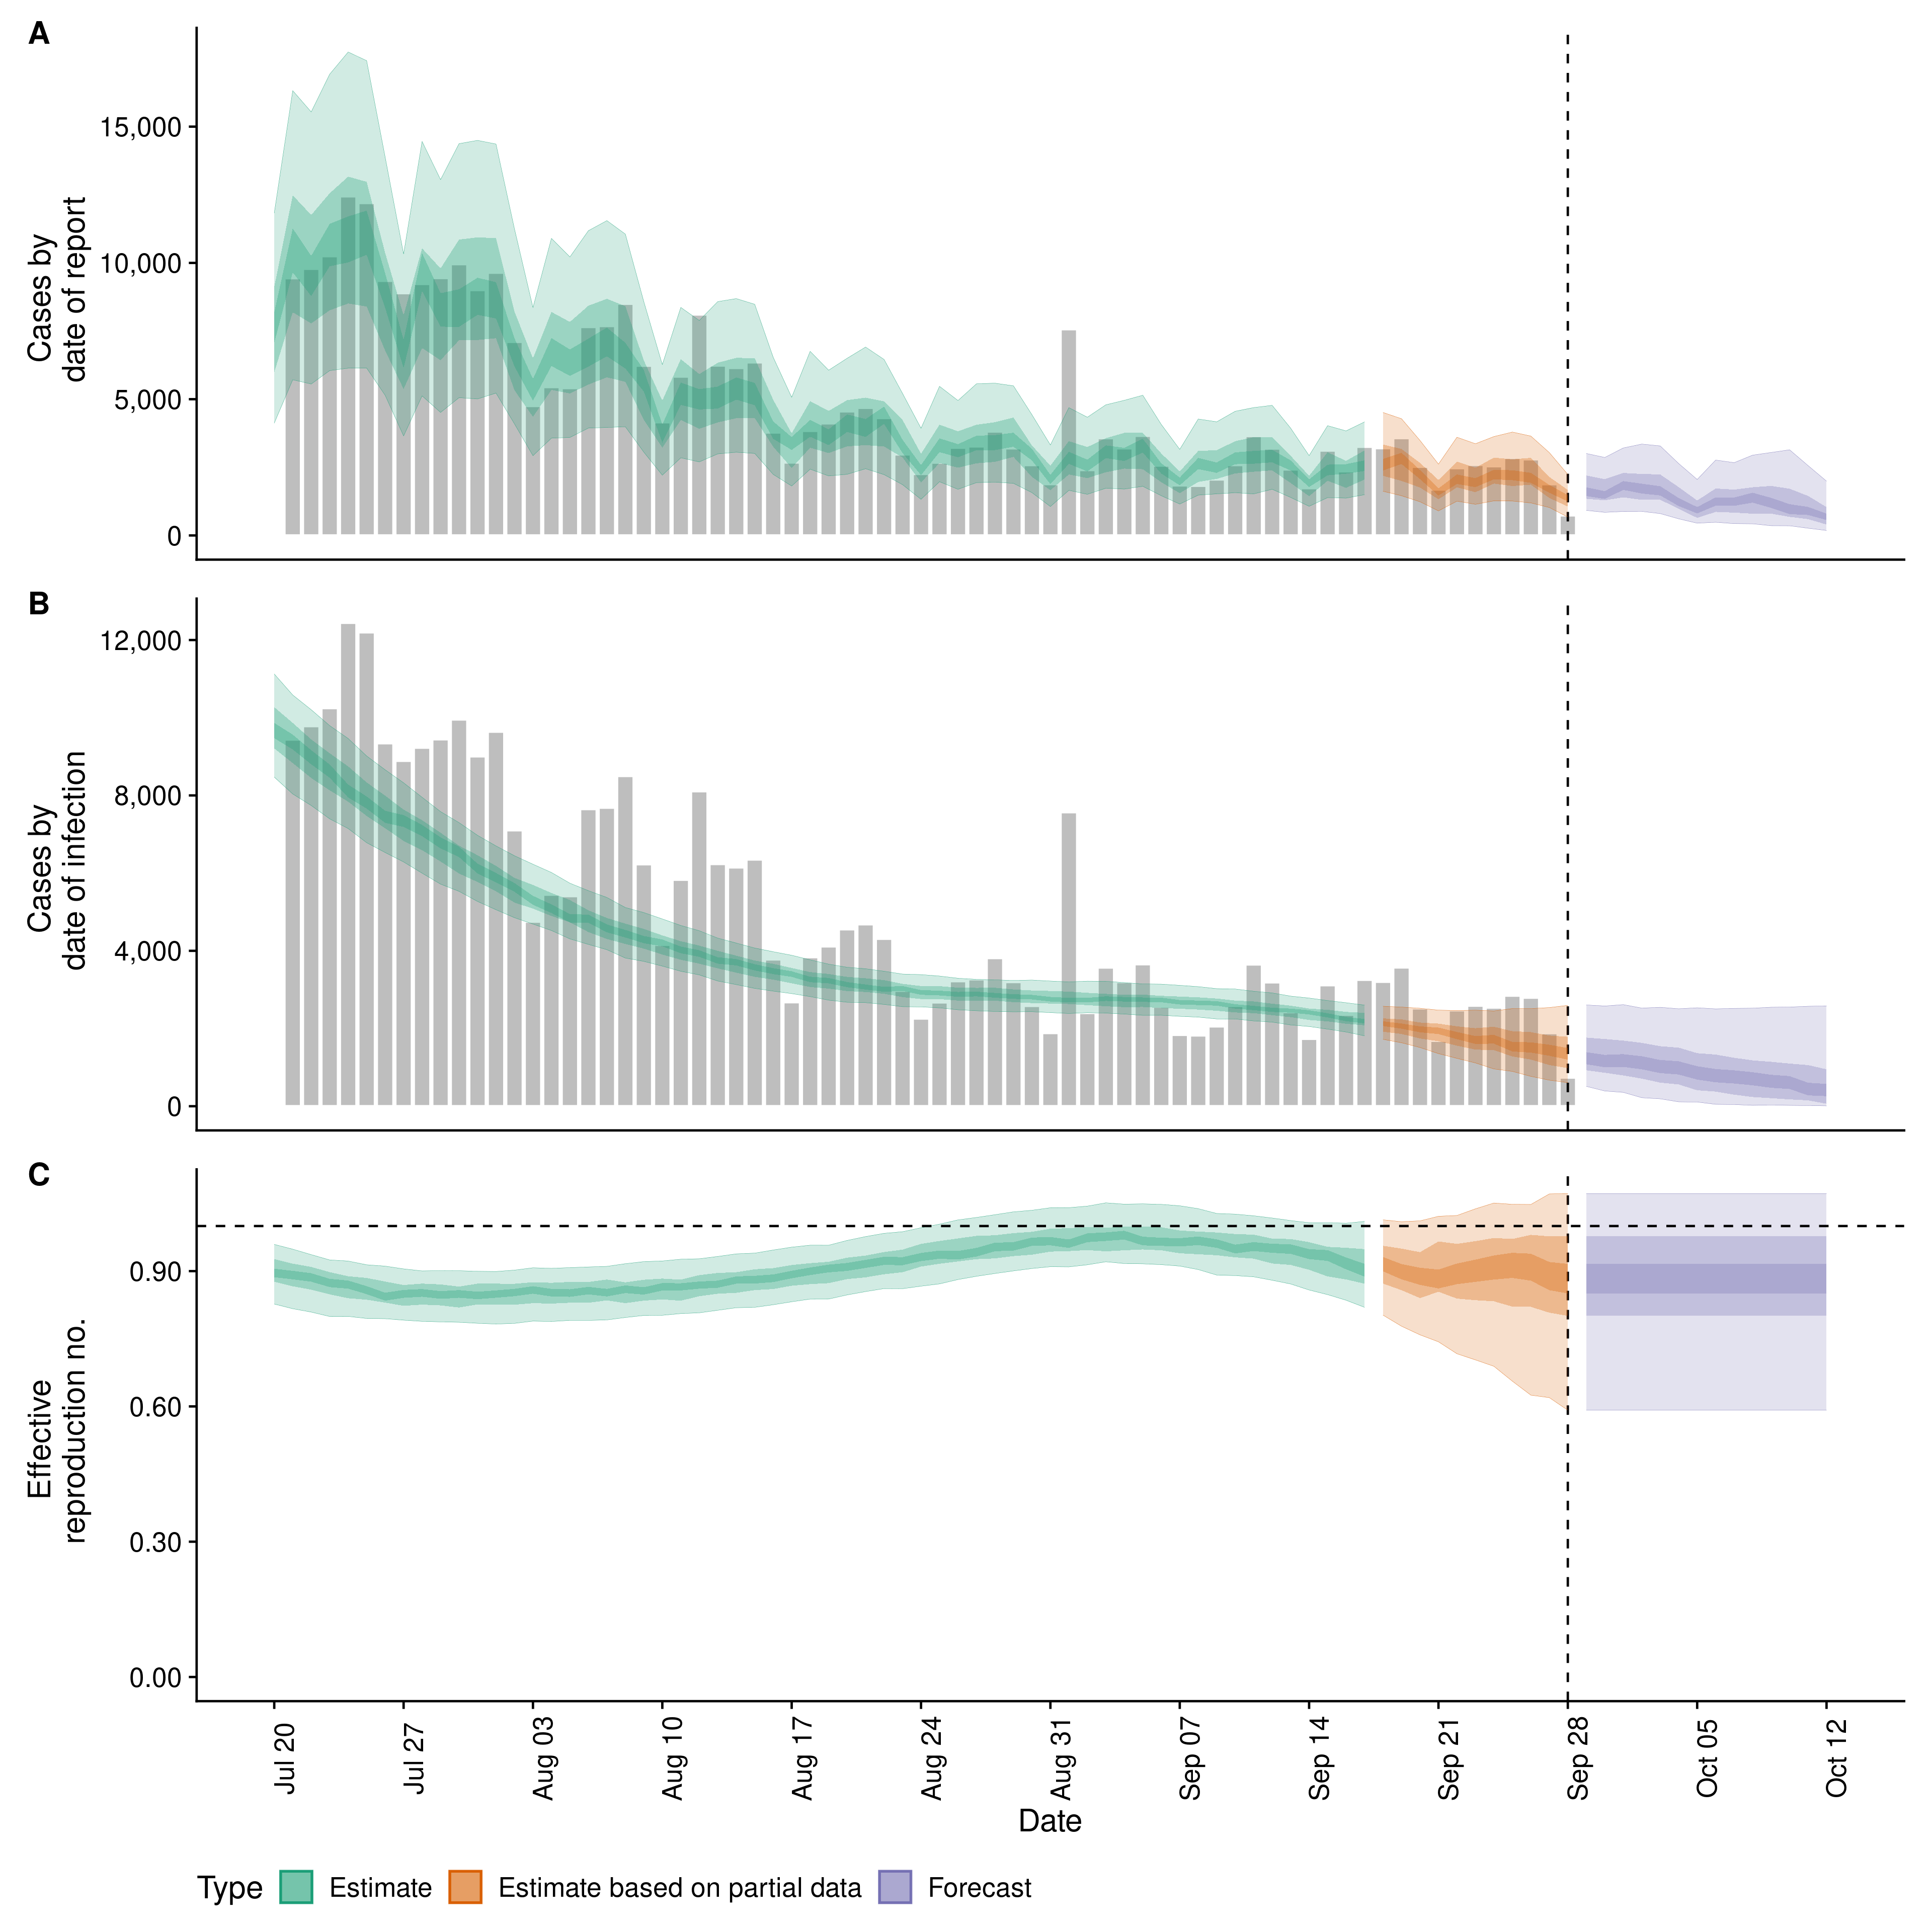 A
Cases by
date of report
15,000
10,000
5,000
0
B
Cases by
date of infection
12,000
8,000
4,000
0
C
Effective
reproduction no.
0.90
0.60
0.30
0.00
Jul 20
Jul 27
Aug 03
Aug 10
Aug 17
Aug 24
Aug 31
Sep 07
Sep 14
Sep 21
Sep 28
Oct 05
Oct 12
Date
Type Estimate Estimate based on partial data Forecast